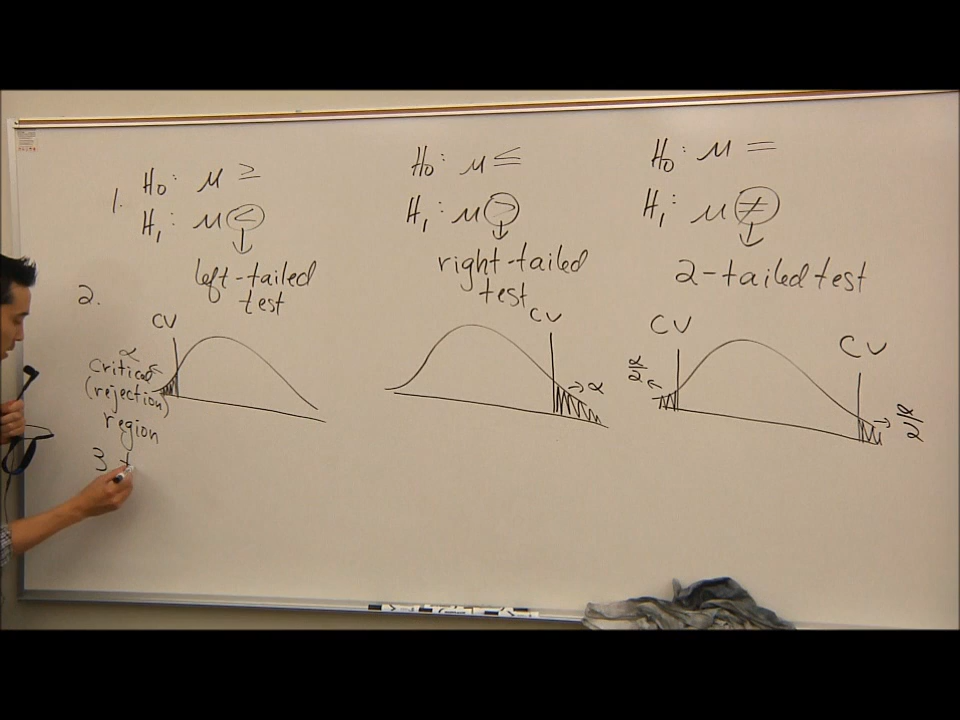 1.
H₀: μ ≥
H₁: μ <
left-tailed
test
H₀: μ ≤
H₁: μ >
right-tailed
test
H₀: μ =
H₁: μ ≠
2-tailed test
2.
CV
α
critical
(rejection)
region
CV
α
CV
α/2
CV
α/2
3